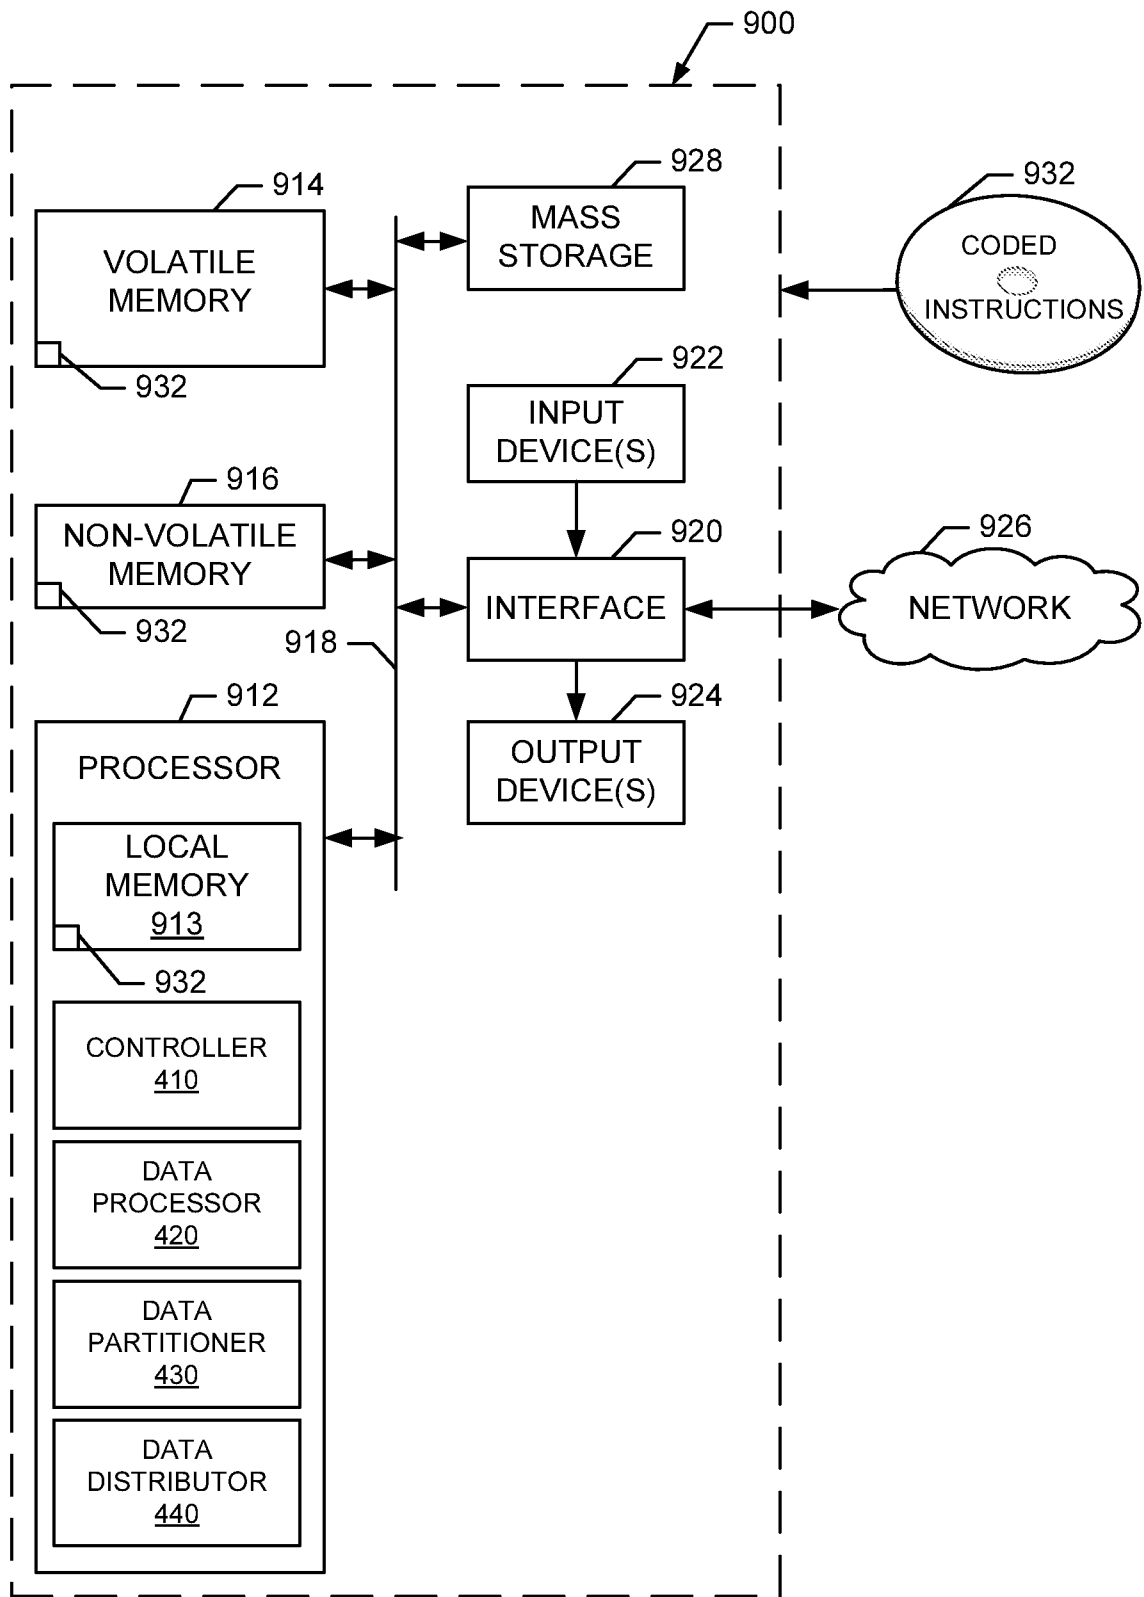 900
914
VOLATILE
MEMORY
932
928
MASS
STORAGE
932
CODED
INSTRUCTIONS
922
INPUT
DEVICE(S)
916
NON-VOLATILE
MEMORY
932
920
INTERFACE
926
NETWORK
918
924
OUTPUT
DEVICE(S)
912
PROCESSOR
LOCAL
MEMORY
913
932
CONTROLLER
410
DATA
PROCESSOR
420
DATA
PARTITIONER
430
DATA
DISTRIBUTOR
440